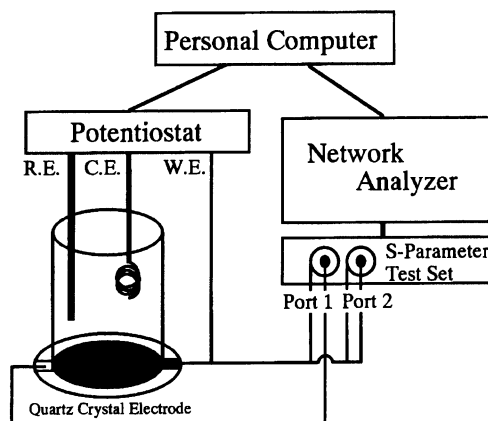 Personal Computer
Potentiostat
R.E. C.E. W.E.
Network
Analyzer
S-Parameter
Test Set
Port 1 Port 2
Quartz Crystal Electrode